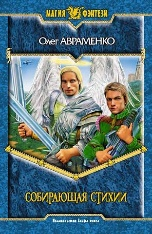 МАГИЯ ФЭНТЕЗИ
Олег АВРАМЕНКО
СОБИРАЮЩАЯ СТИХИИ